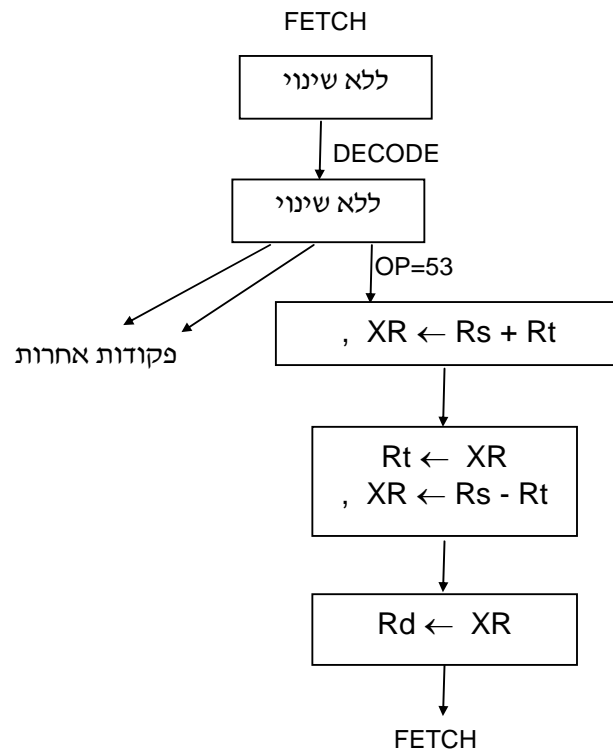 FETCH
ללא שינוי
DECODE
ללא שינוי
OP=53
פקודות אחרות
, XR ← Rs + Rt
Rt ← XR
, XR ← Rs - Rt
Rd ← XR
FETCH